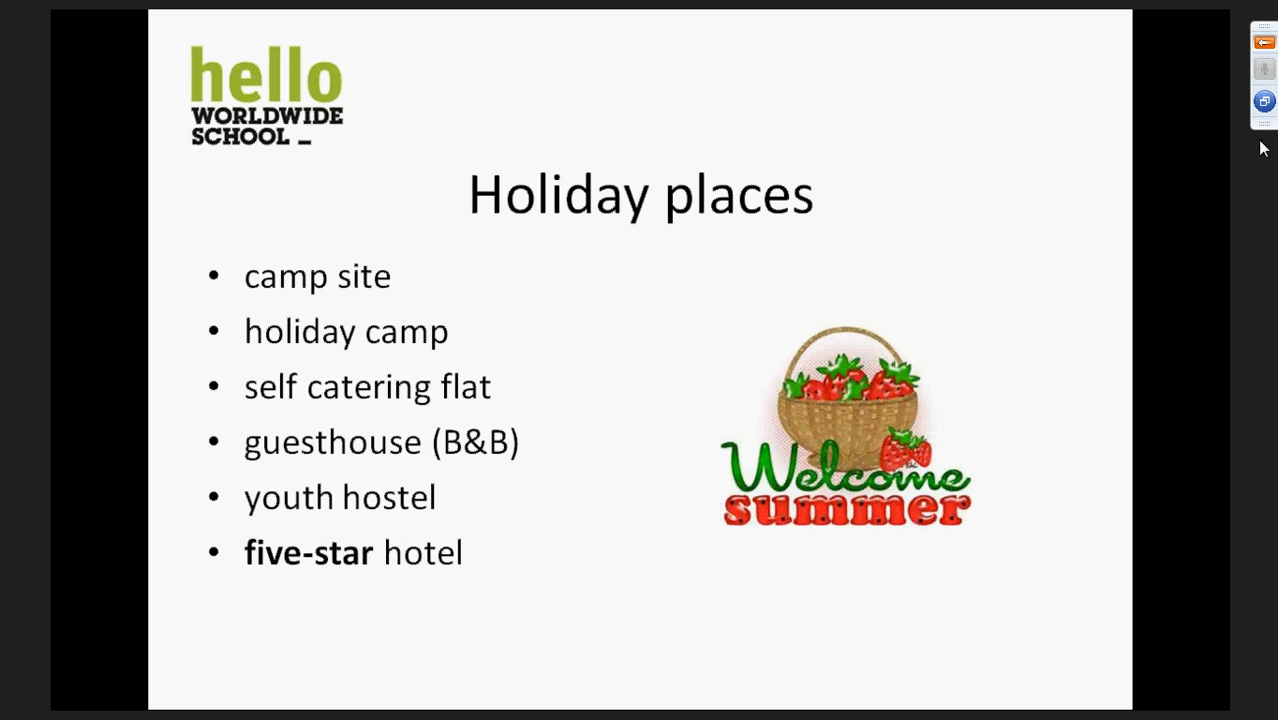 hello
WORLDWIDE
SCHOOL _
Holiday places
• camp site
• holiday camp
• self catering flat
• guesthouse (B&B)
• youth hostel
• five-star hotel
Welcome
summer